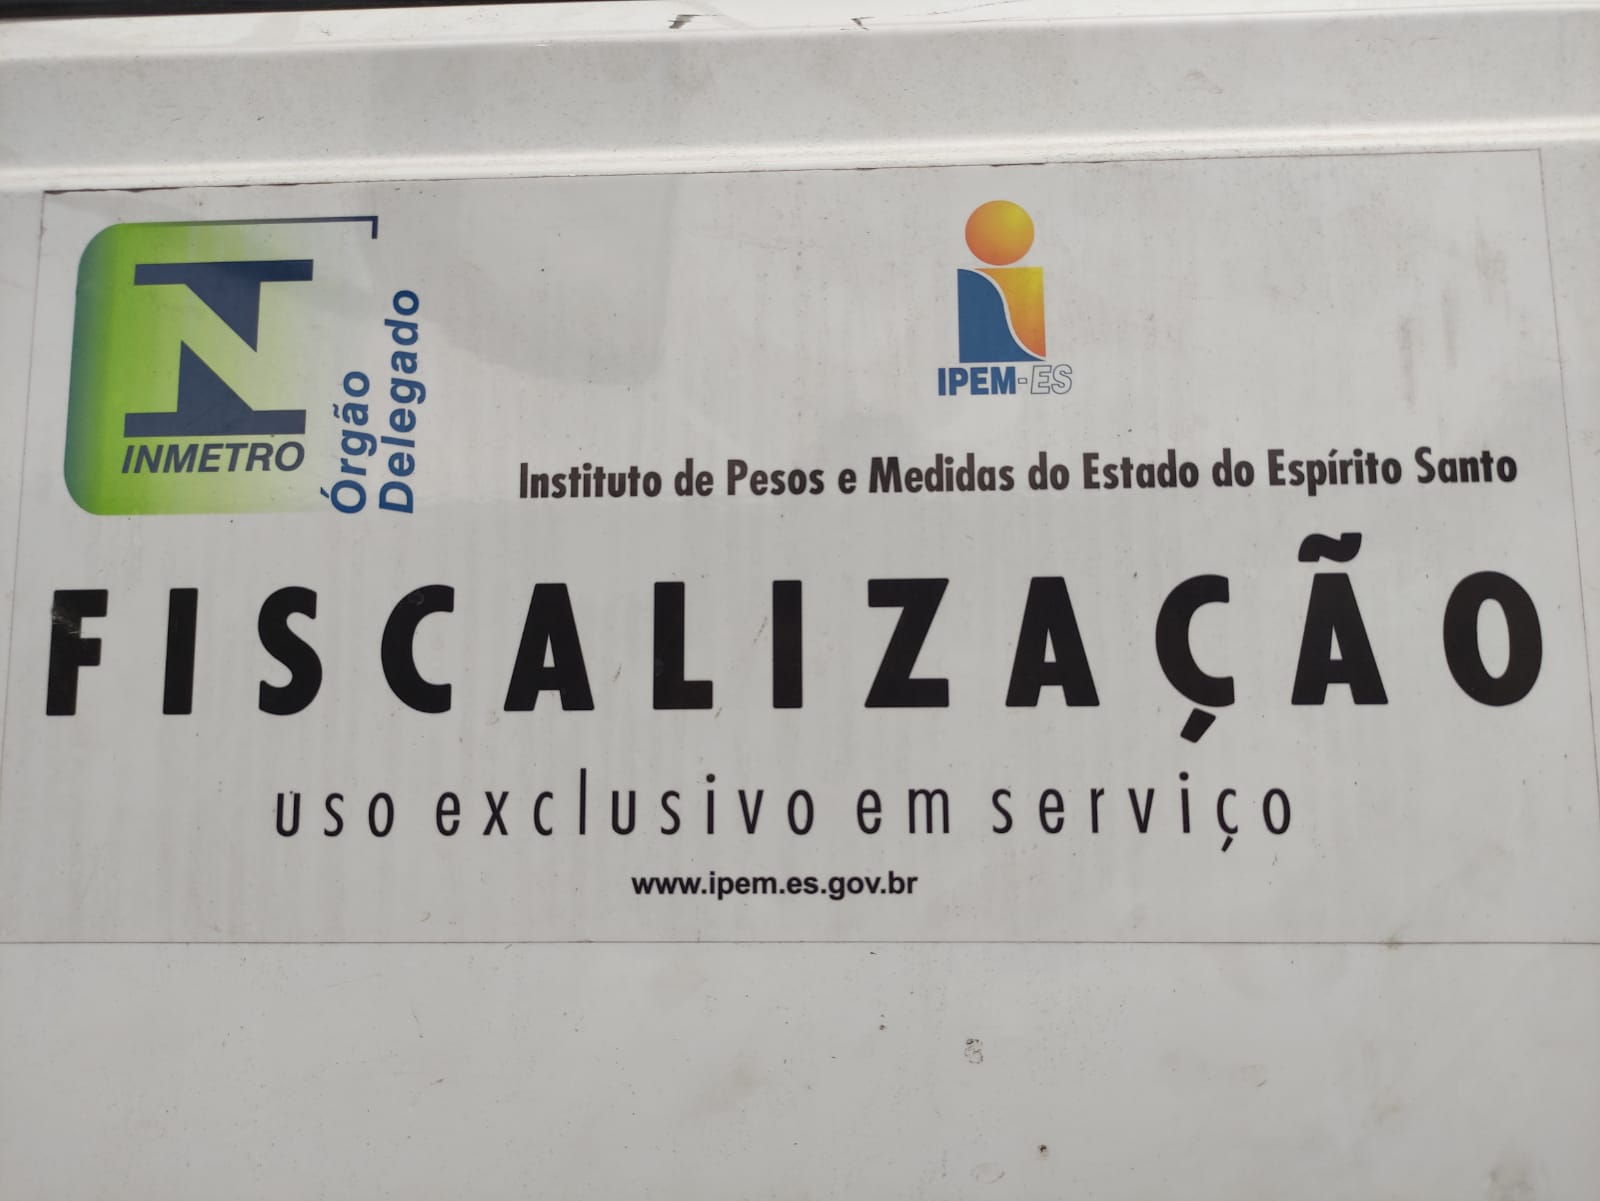 INMETRO
Órgão
Delegado
IPEM-ES
Instituto de Pesos e Medidas do Estado do Espírito Santo
FISCALIZAÇÃO
uso exclusivo em serviço
www.ipem.es.gov.br